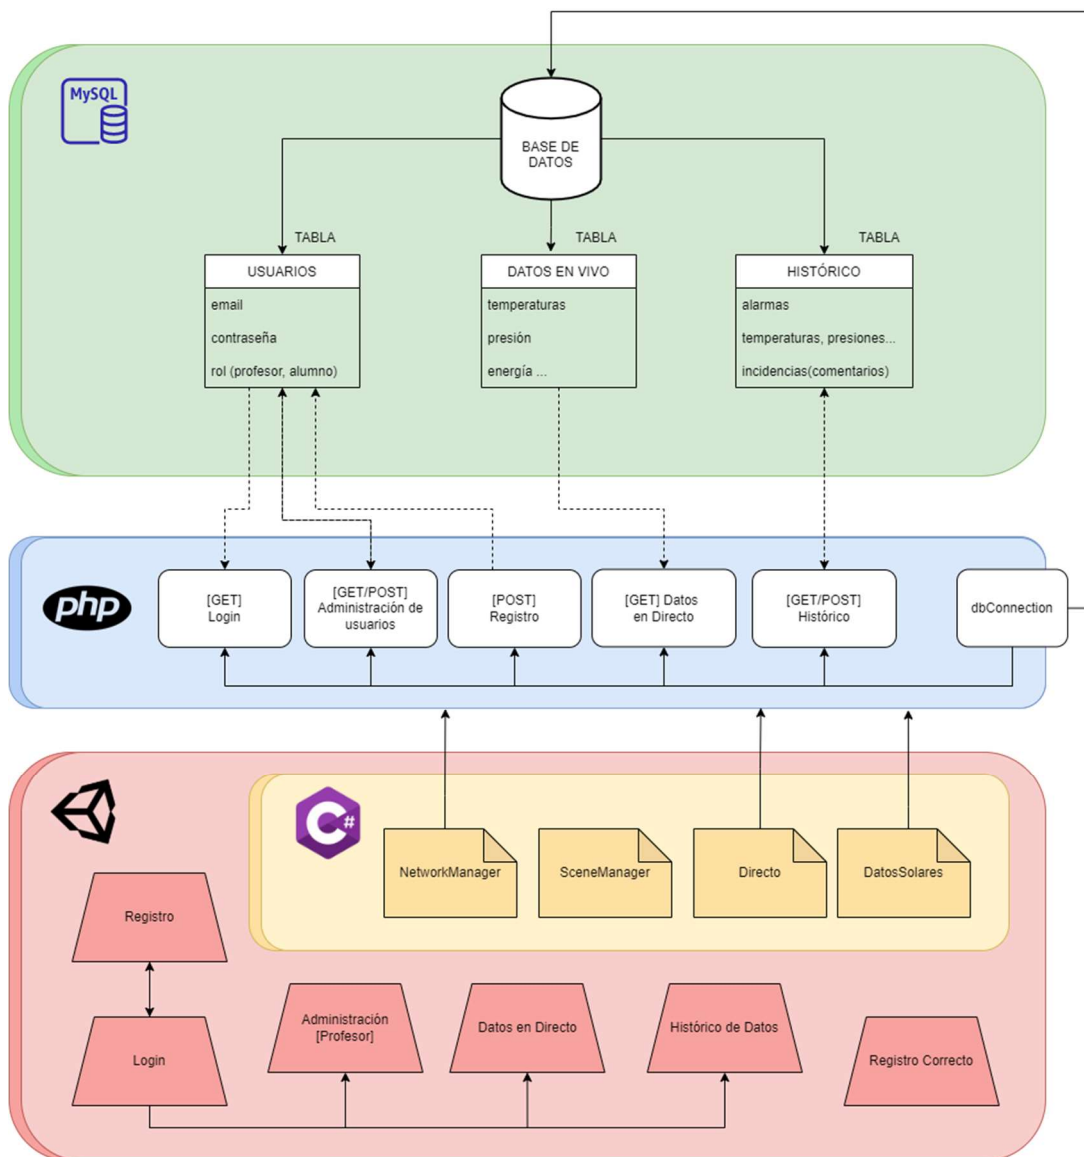 MySQL
BASE DE
DATOS
TABLA
TABLA
TABLA
USUARIOS
email
contraseña
rol (profesor, alumno)
DATOS EN VIVO
temperaturas
presión
energía ...
HISTÓRICO
alarmas
temperaturas, presiones...
incidencias(comentarios)
php
[GET]
Login
[GET/POST]
Administración de
usuarios
[POST]
Registro
[GET] Datos
en Directo
[GET/POST]
Histórico
dbConnection
C#
NetworkManager
SceneManager
Directo
DatosSolares
Registro
Login
Administración
[Profesor]
Datos en Directo
Histórico de Datos
Registro Correcto